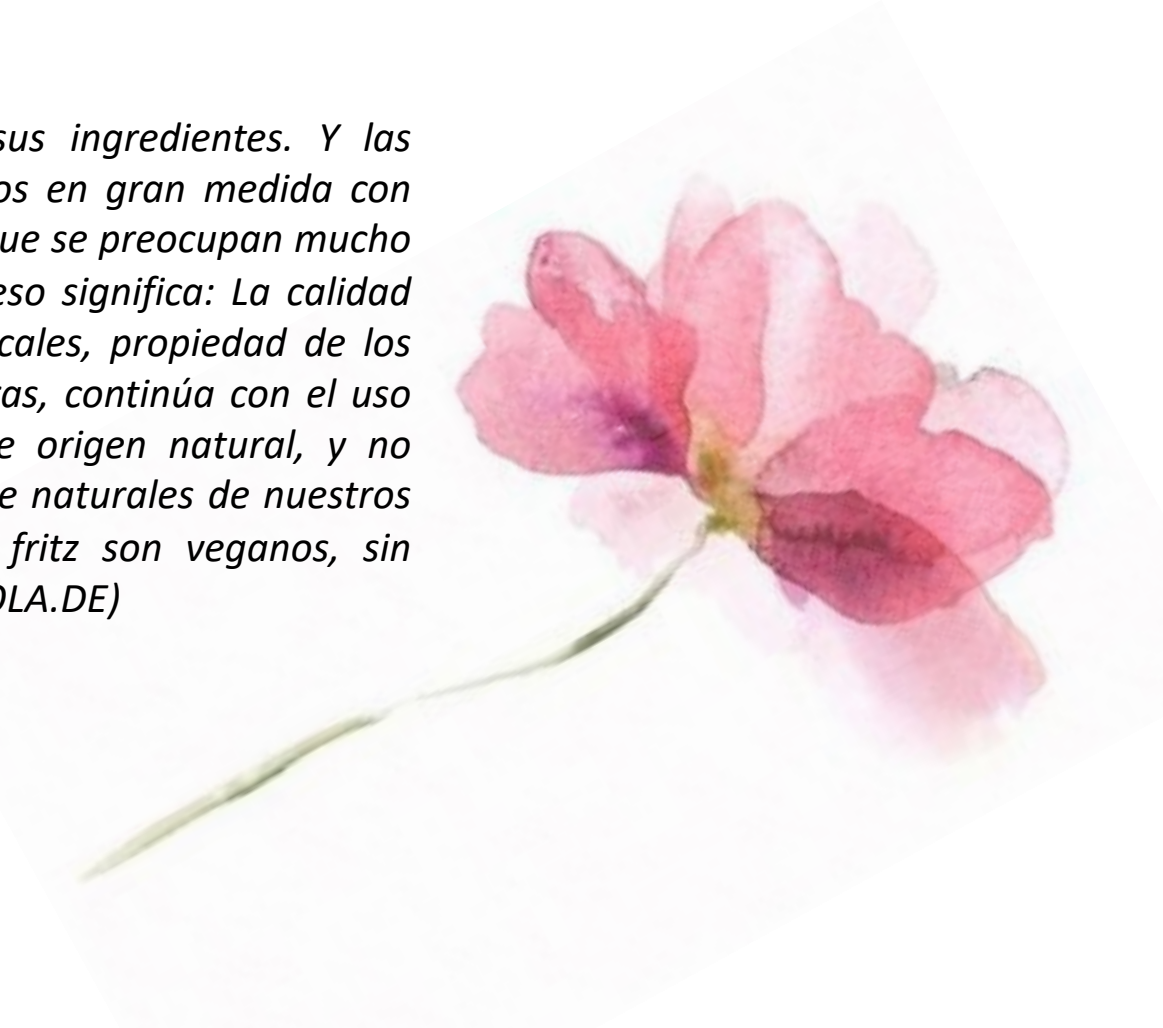 sus ingredientes. Y las
os en gran medida con
ue se preocupan mucho
eso significa: La calidad
cales, propiedad de los
as, continúa con el uso
e origen natural, y no
e naturales de nuestros
fritz son veganos, sin
OLA.DE)